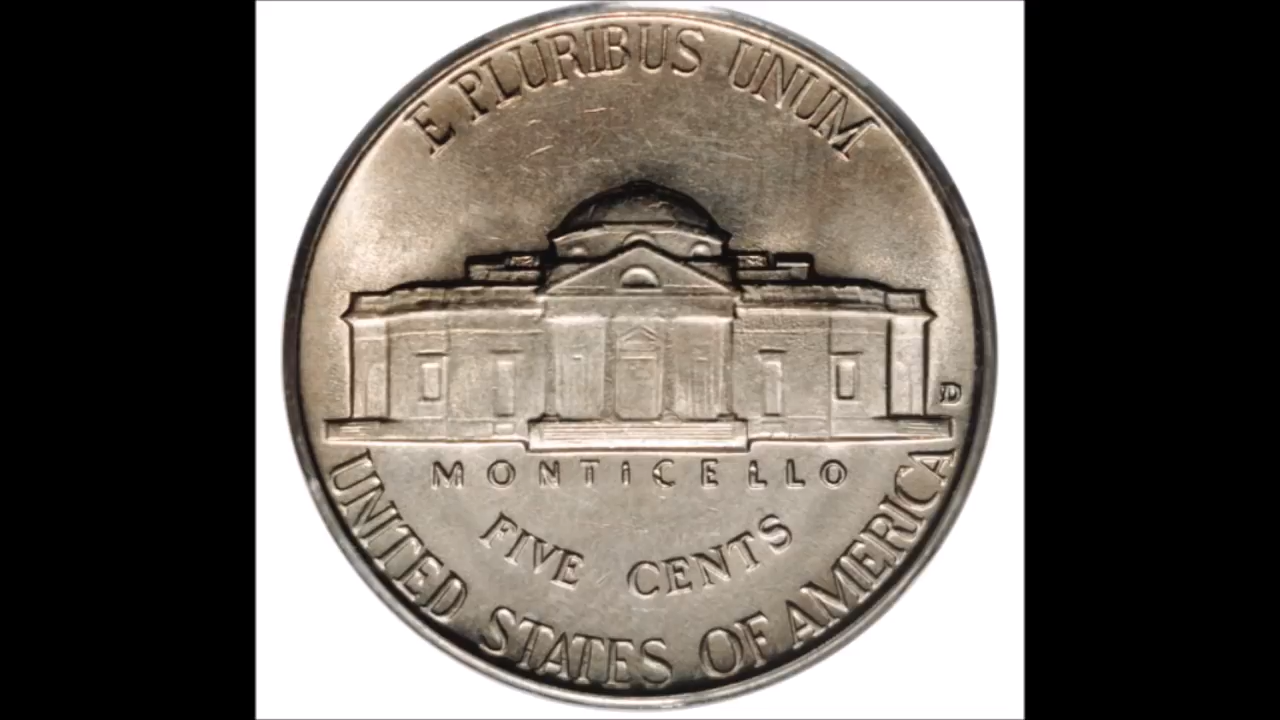 E PLURIBUS UNUM
D
MONTICELLO
FIVE CENTS
UNITED STATES OF AMERICA